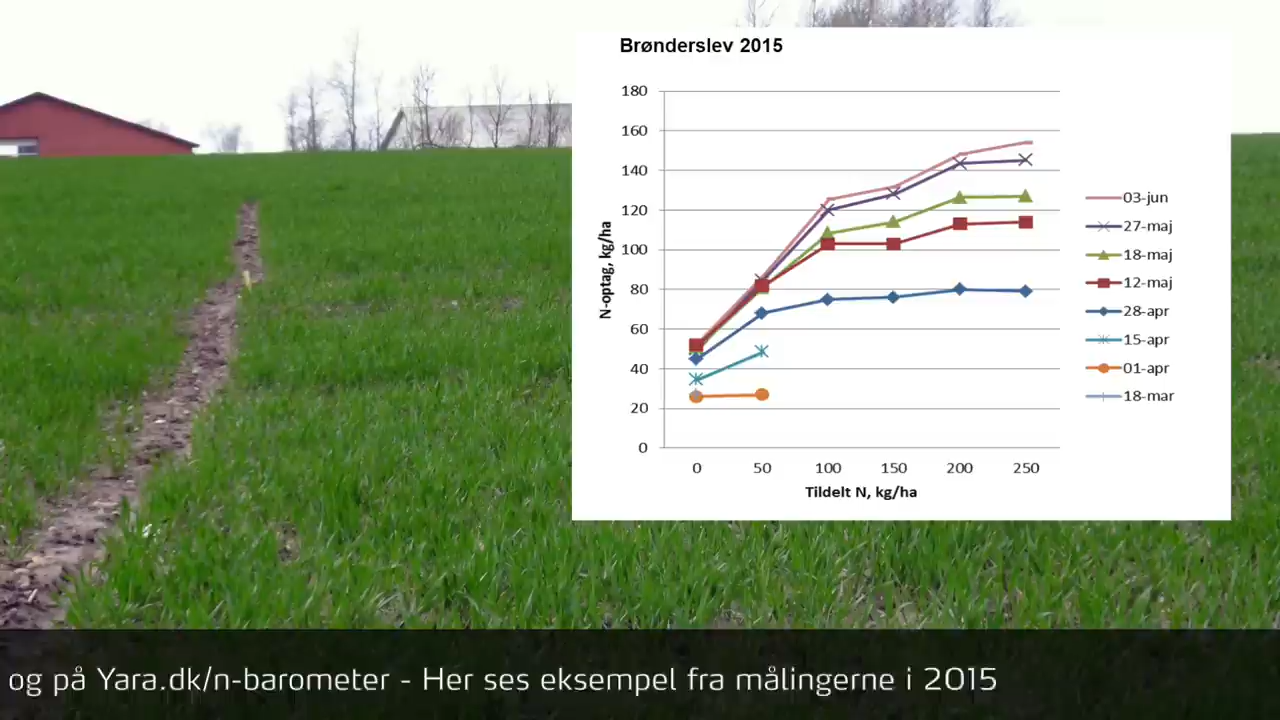 Brønderslev 2015
180
160
140
120
100
80
60
40
20
0
N-optag, kg/ha
0 50 100 150 200 250
Tildelt N, kg/ha
03-jun
27-maj
18-maj
12-maj
28-apr
15-apr
01-apr
18-mar
og på Yara.dk/n-barometer - Her ses eksempel fra målingerne i 2015